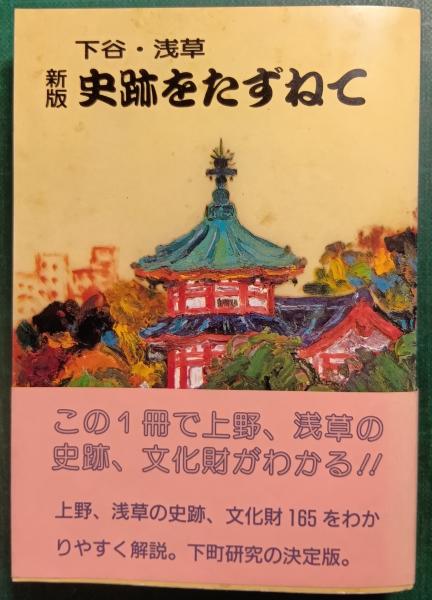 下谷・浅草
新版 史跡をたずねて
この1冊で上野、浅草の
史跡、文化財がわかる!!
上野、浅草の史跡、文化財165をわか
りやすく解説。下町研究の決定版。